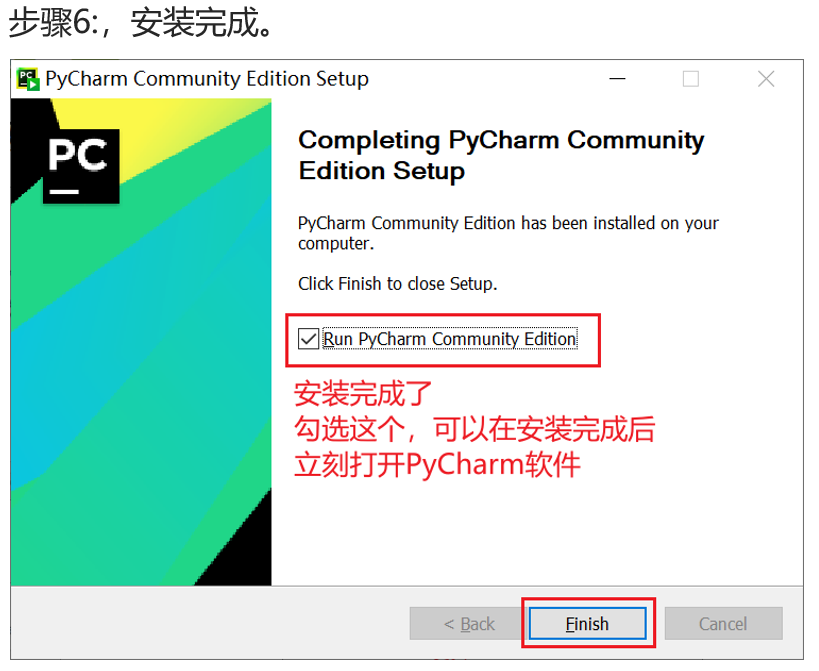 步骤6:，安装完成。
PyCharm Community Edition Setup
PC
Completing PyCharm Community
Edition Setup
PyCharm Community Edition has been installed on your
computer.
Click Finish to close Setup.
Run PyCharm Community Edition
安装完成了
勾选这个，可以在安装完成后
立刻打开PyCharm软件
< Back
Finish
Cancel